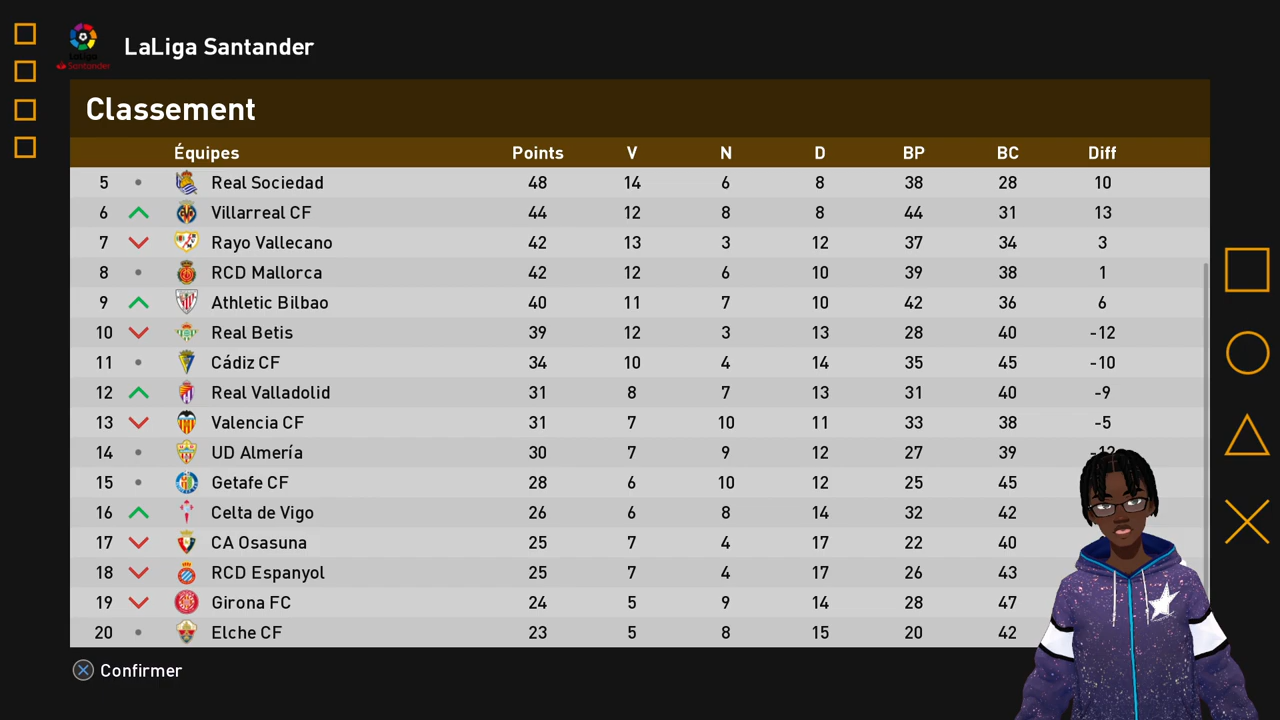 LaLiga
Santander
LaLiga Santander
Classement
Équipes Points V N D BP BC Diff
5 Real Sociedad 48 14 6 8 38 28 10
6 Villarreal CF 44 12 8 8 44 31 13
7 Rayo Vallecano 42 13 3 12 37 34 3
8 RCD Mallorca 42 12 6 10 39 38 1
9 Athletic Bilbao 40 11 7 10 42 36 6
10 Real Betis 39 12 3 13 28 40 -12
11 Cádiz CF 34 10 4 14 35 45 -10
12 Real Valladolid 31 8 7 13 31 40 -9
13 Valencia CF 31 7 10 11 33 38 -5
14 UD Almería 30 7 9 12 27 39 -12
15 Getafe CF 28 6 10 12 25 45
16 Celta de Vigo 26 6 8 14 32 42
17 CA Osasuna 25 7 4 17 22 40
18 RCD Espanyol 25 7 4 17 26 43
19 Girona FC 24 5 9 14 28 47
20 Elche CF 23 5 8 15 20 42
Confirmer